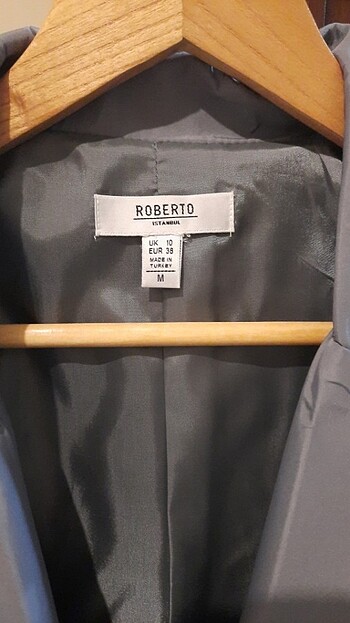 ROBERTO
ISTANBUL
UK 10
EUR 38
MADE IN
TURKEY
M